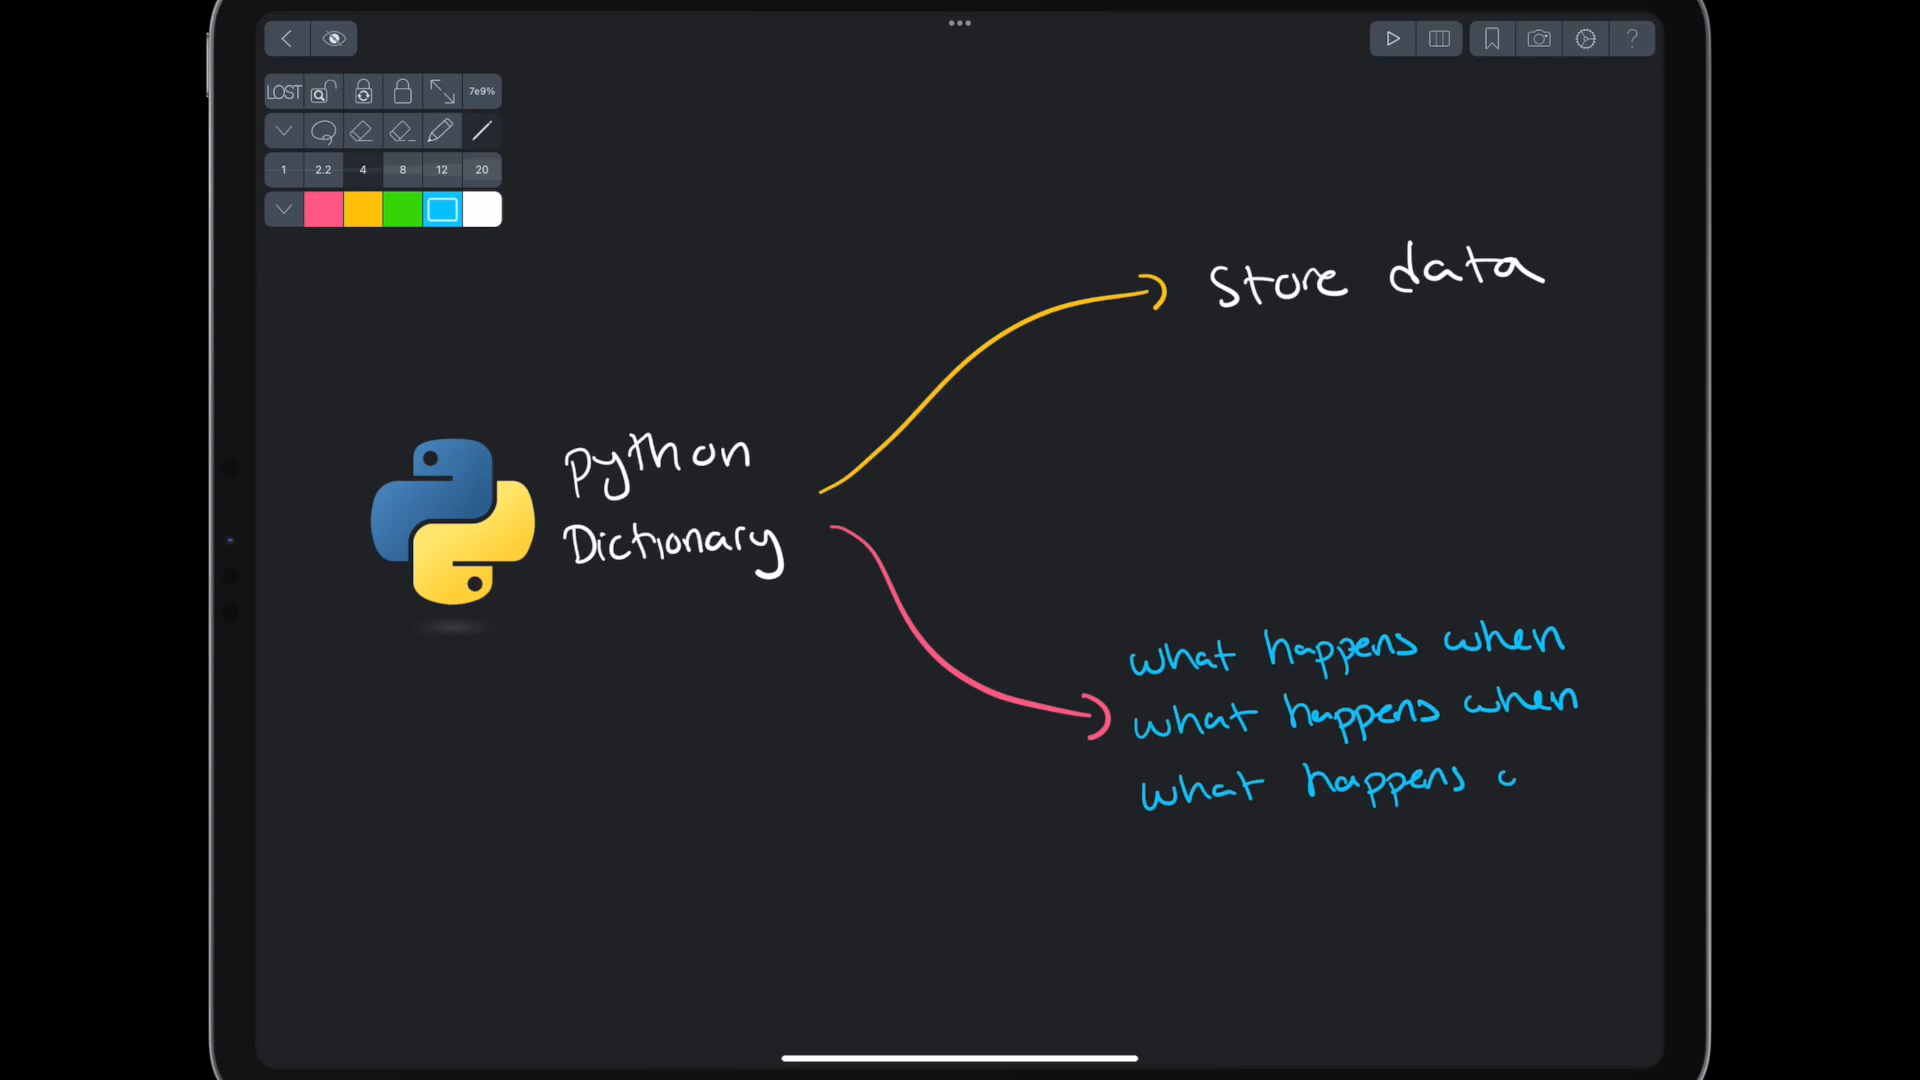 LOST
7e9%
1 2.2 4 8 12 20
Store data
Python
Dictionary
what happens when
what happens when
what happens c